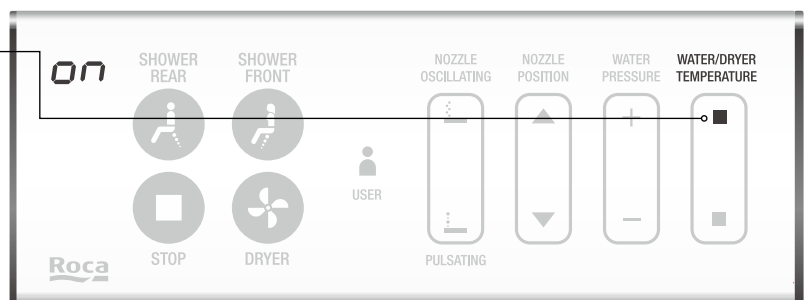 on
SHOWER
REAR
SHOWER
FRONT
NOZZLE
OSCILLATING
NOZZLE
POSITION
WATER
PRESSURE
WATER/DRYER
TEMPERATURE
USER
STOP
DRYER
PULSATING
Roca